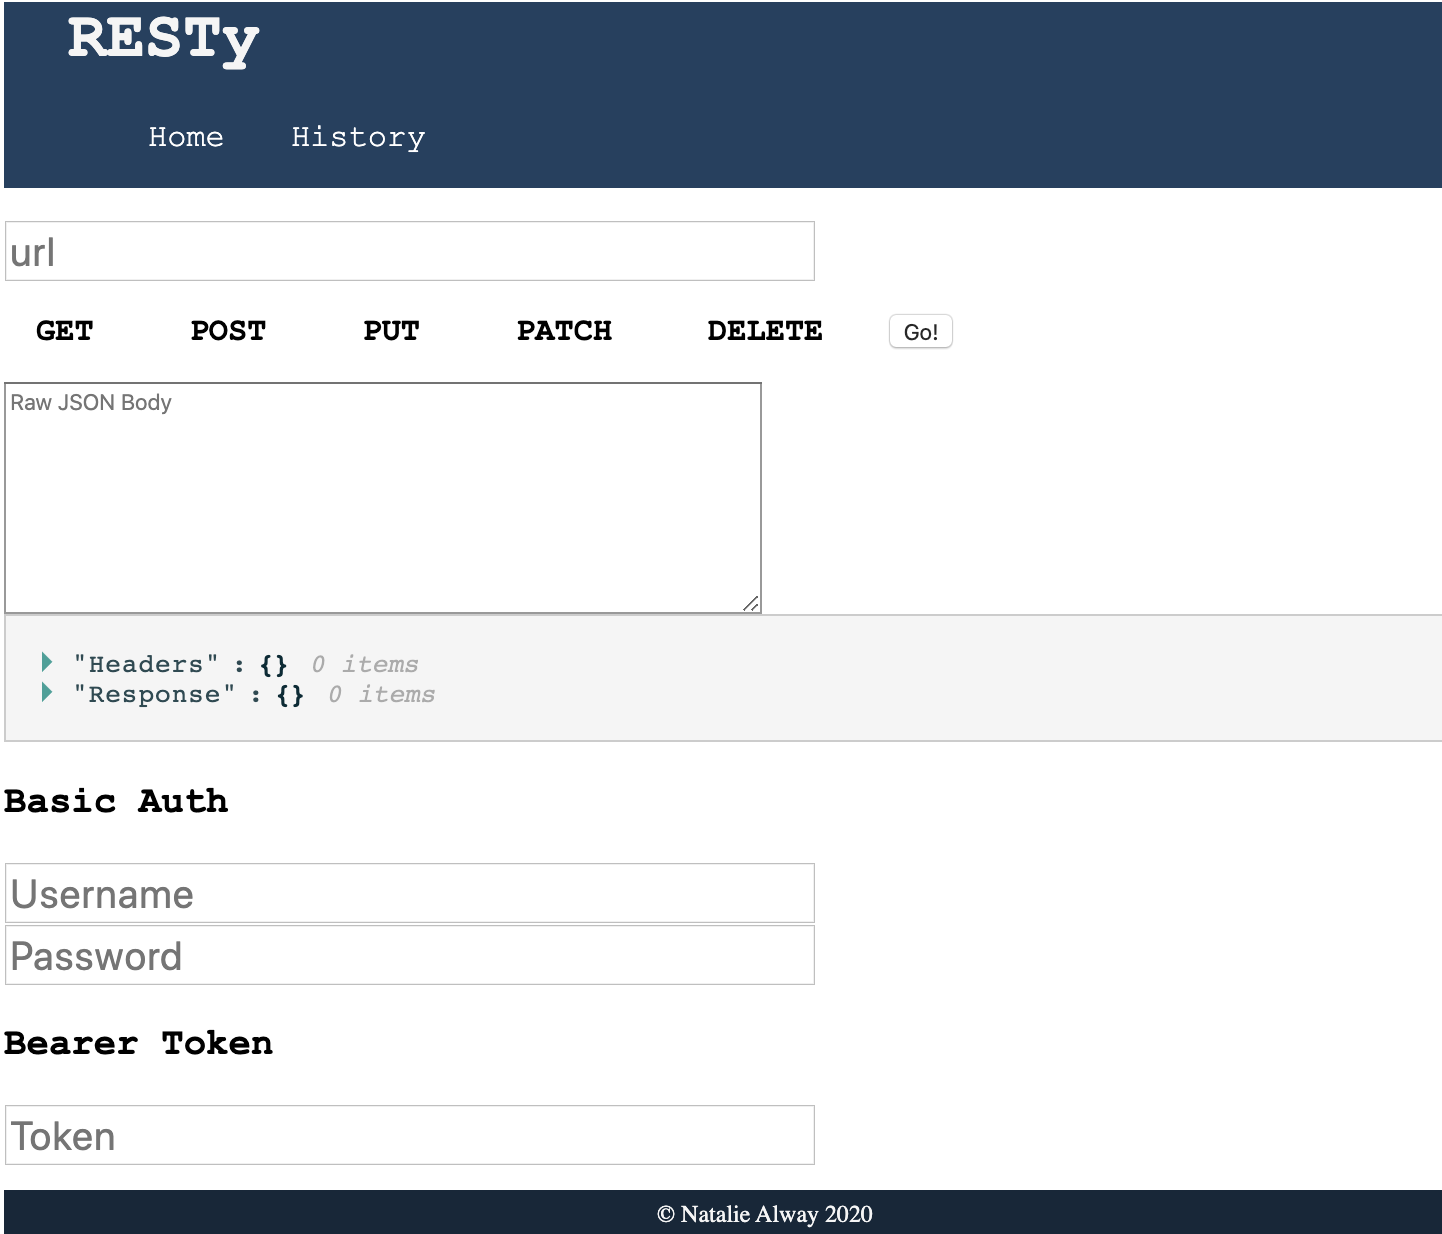 RESTy
Home History
url
GET POST PUT PATCH DELETE Go!
Raw JSON Body
"Headers" : {} 0 items
"Response" : {} 0 items
Basic Auth
Username
Password
Bearer Token
Token
© Natalie Alway 2020